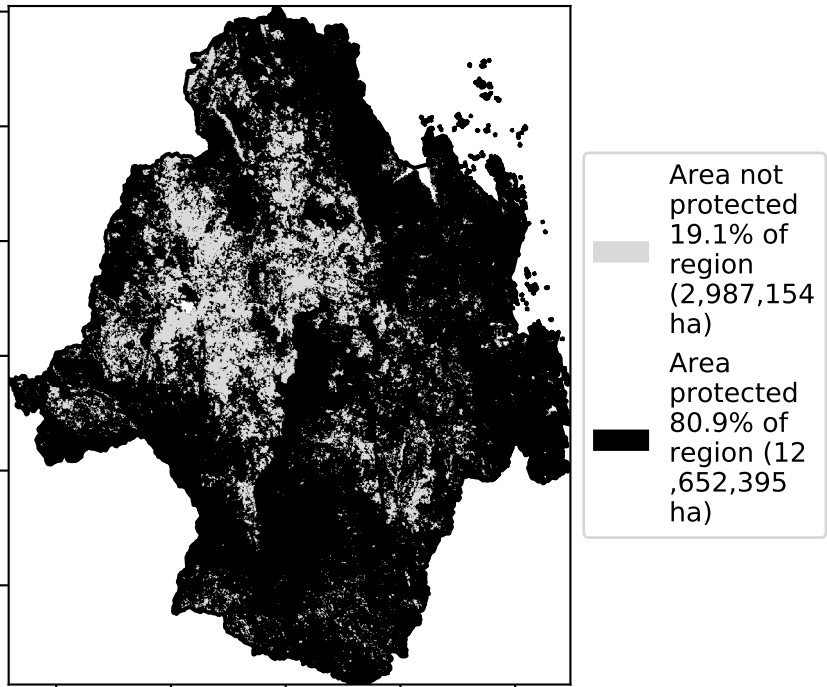 Area not
protected
19.1% of
region
(2,987,154
ha)
Area
protected
80.9% of
region (12
,652,395
ha)